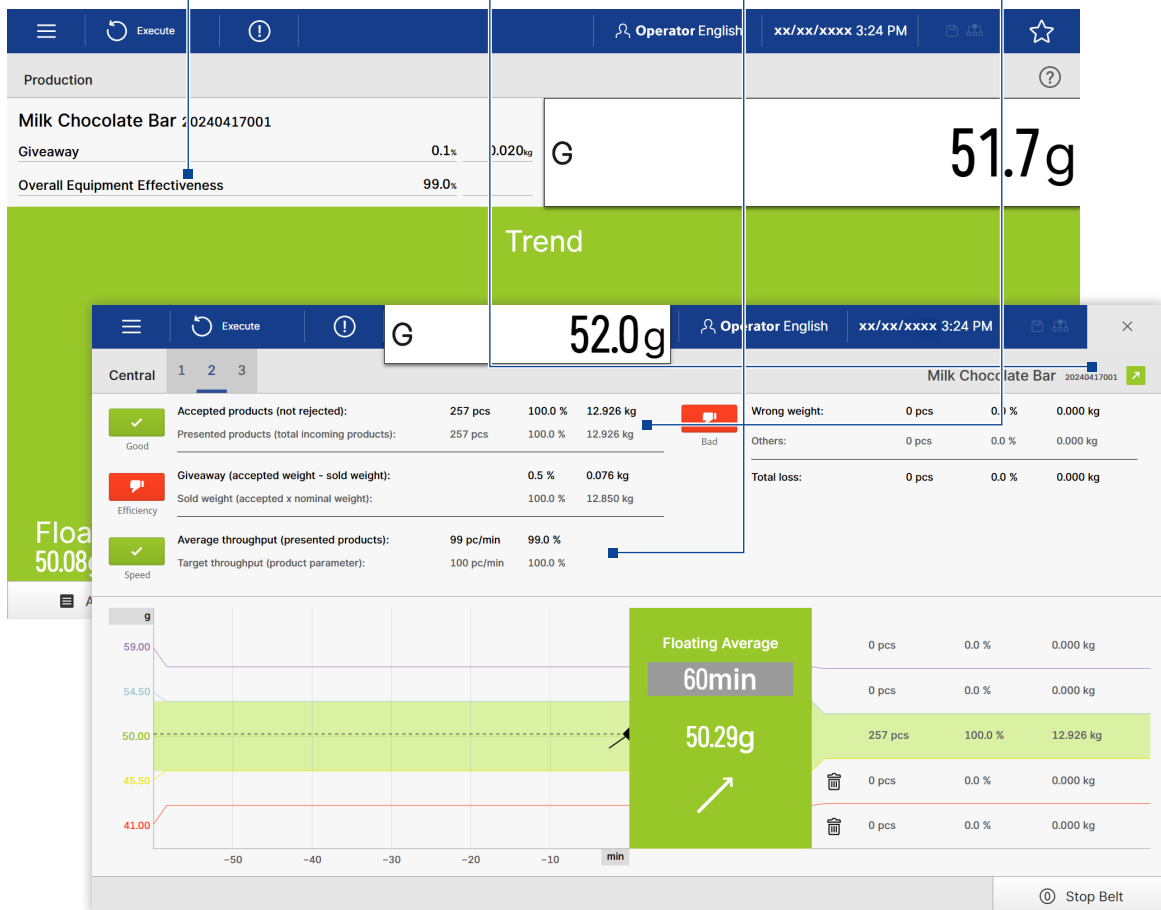 Execute Operator English xx/xx/xxxx 3:24 PM
Production
Milk Chocolate Bar 20240417001
Giveaway 0.1% 0.020kg
Overall Equipment Effectiveness 99.0%
G 51.7g
Trend
50.08g
Execute G 52.0g Operator English xx/xx/xxxx 3:24 PM
Central 1 2 3 Milk Chocolate Bar 20240417001
Good
Accepted products (not rejected): 257 pcs 100.0 % 12.926 kg
Presented products (total incoming products): 257 pcs 100.0 % 12.926 kg
Efficiency
Giveaway (accepted weight - sold weight): 0.5 % 0.076 kg
Sold weight (accepted x nominal weight): 100.0 % 12.850 kg
Speed
Average throughput (presented products): 99 pc/min 99.0 %
Target throughput (product parameter): 100 pc/min 100.0 %
Bad
Wrong weight: 0 pcs 0.0 % 0.000 kg
Others: 0 pcs 0.0 % 0.000 kg
Total loss: 0 pcs 0.0 % 0.000 kg
g
59.00
54.50
50.00
45.50
41.00
-50 -40 -30 -20 -10 min
Floating Average
60min
50.29g
0 pcs 0.0 % 0.000 kg
0 pcs 0.0 % 0.000 kg
257 pcs 100.0 % 12.926 kg
0 pcs 0.0 % 0.000 kg
0 pcs 0.0 % 0.000 kg
Stop Belt